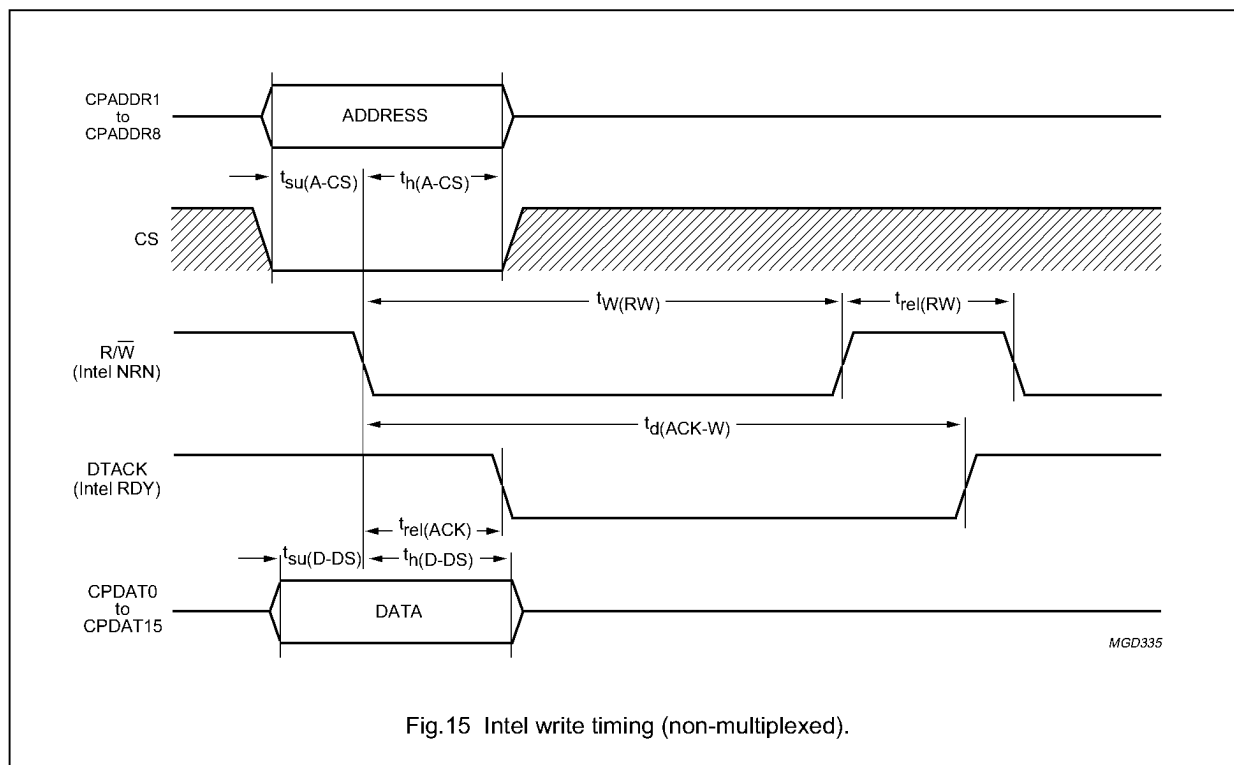 CPADDR1
to
CPADDR8
ADDRESS
tsu(A-CS)
th(A-CS)
CS
tW(RW)
trel(RW)
R/W̅
(Intel NRN)
td(ACK-W)
DTACK
(Intel RDY)
trel(ACK)
tsu(D-DS)
th(D-DS)
CPDAT0
to
CPDAT15
DATA
MGD335
Fig.15 Intel write timing (non-multiplexed).